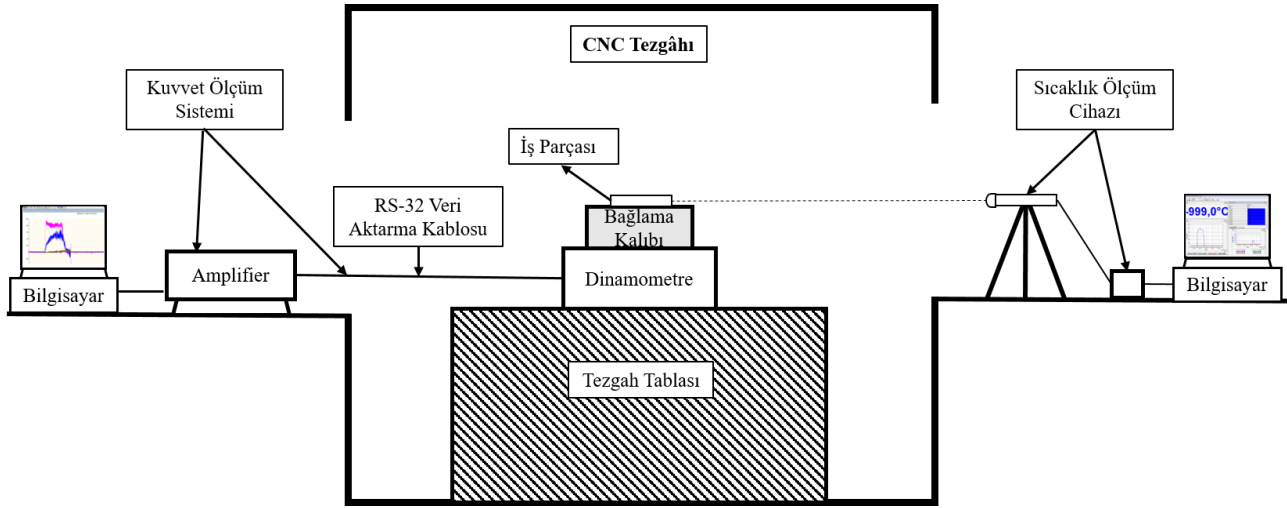 CNC Tezgâhı
Kuvvet Ölçüm
Sistemi
Sıcaklık Ölçüm
Cihazı
İş Parçası
RS-32 Veri
Aktarma Kablosu
Bağlama
Kalıbı
-999,0°C
Amplifier
Dinamometre
Bilgisayar
Bilgisayar
Tezgah Tablası